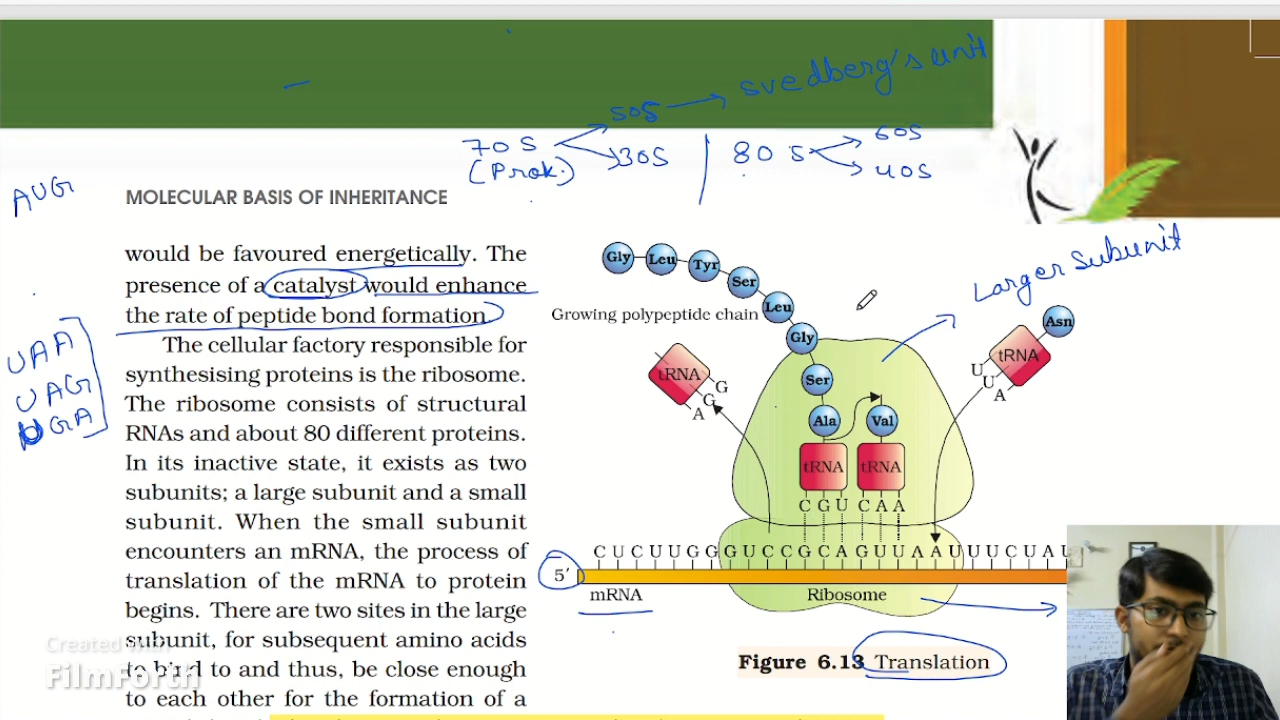 svedberg's unit
50S
70 S
(Prok.)
30S
80 S
60S
40S
AUG
MOLECULAR BASIS OF INHERITANCE
would be favoured energetically. The
presence of a catalyst would enhance
the rate of peptide bond formation.
The cellular factory responsible for
synthesising proteins is the ribosome.
The ribosome consists of structural
RNAs and about 80 different proteins.
In its inactive state, it exists as two
subunits; a large subunit and a small
subunit. When the small subunit
encounters an mRNA, the process of
translation of the mRNA to protein
begins. There are two sites in the large
subunit, for subsequent amino acids
to bind to and thus, be close enough
to each other for the formation of a
UAA
UAG
UGA
Larger Subunit
Gly Leu Tyr Ser Leu Gly Ser Ala Val
Growing polypeptide chain
tRNA
A G G
Asn
tRNA
U U A
tRNA tRNA
C G U C A A
C U C U U G G G U C C G C A G U U A A U U U C U A U
5′
mRNA
Ribosome
Figure 6.13 Translation
Created with
FilmForth